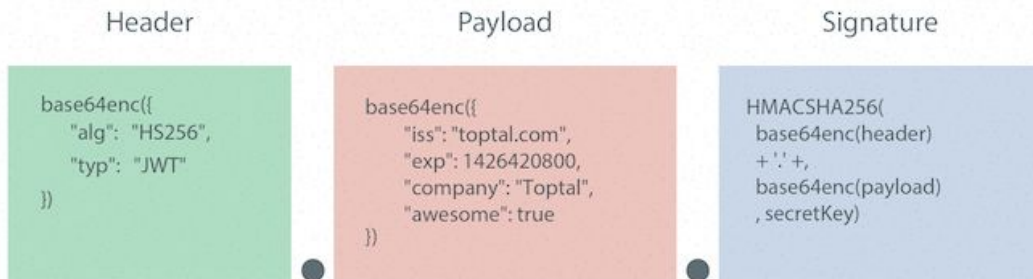 Header
Payload
Signature
base64enc({
"alg": "HS256",
"typ": "JWT"
})
base64enc({
"iss": "toptal.com",
"exp": 1426420800,
"company": "Toptal",
"awesome": true
})
HMACSHA256(
base64enc(header)
+ '.' +,
base64enc(payload)
, secretKey)